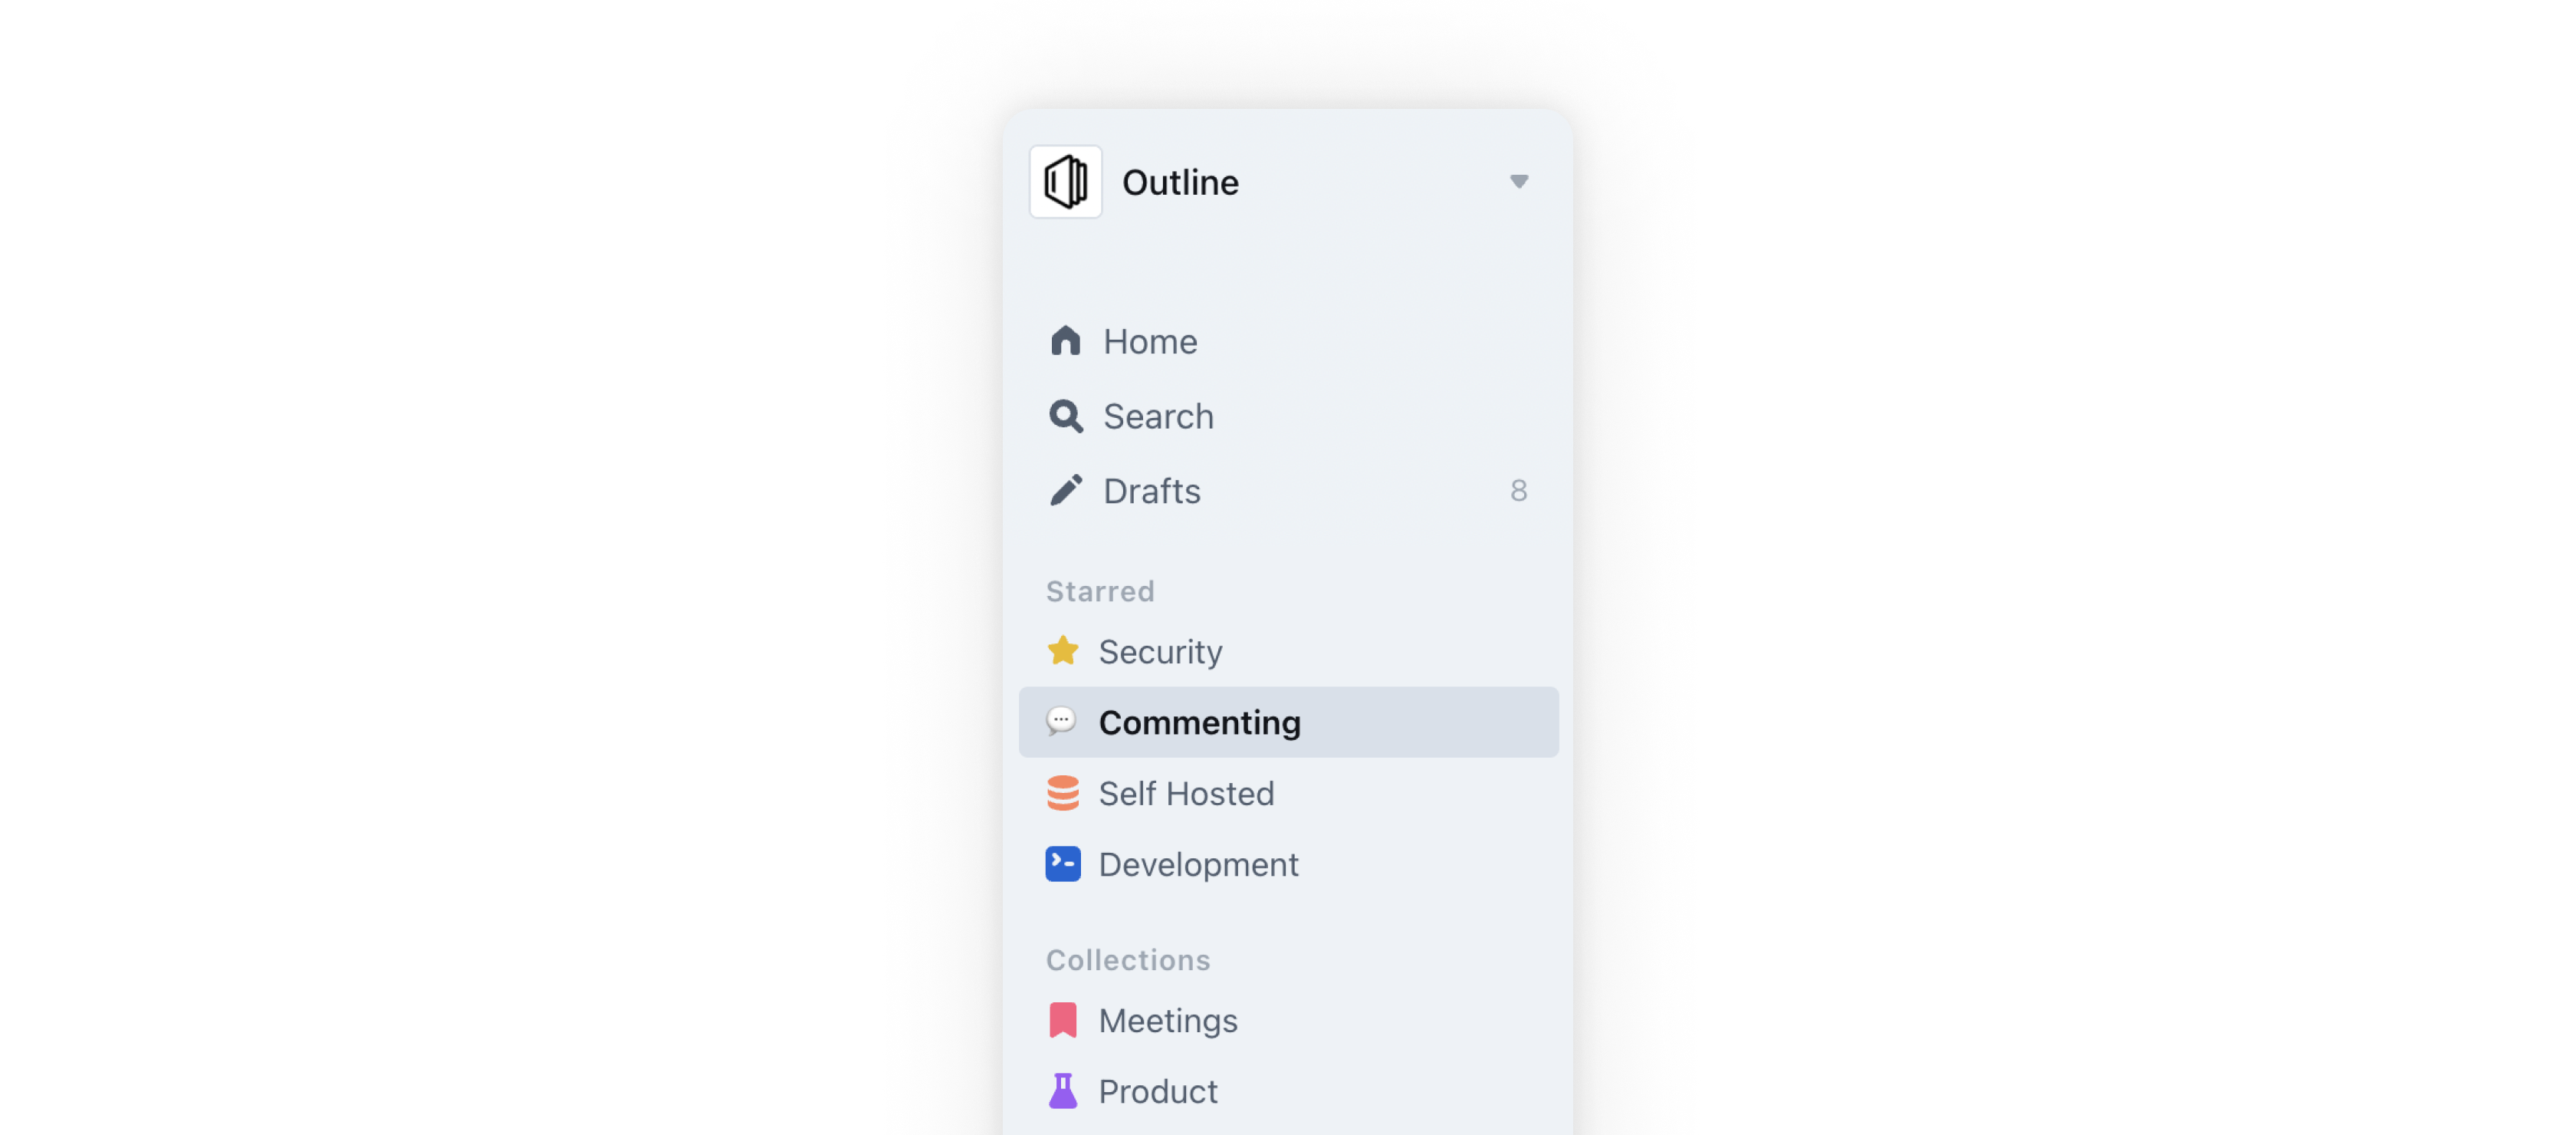 Outline
Home
Search
Drafts 8
Starred
Security
Commenting
Self Hosted
Development
Collections
Meetings
Product